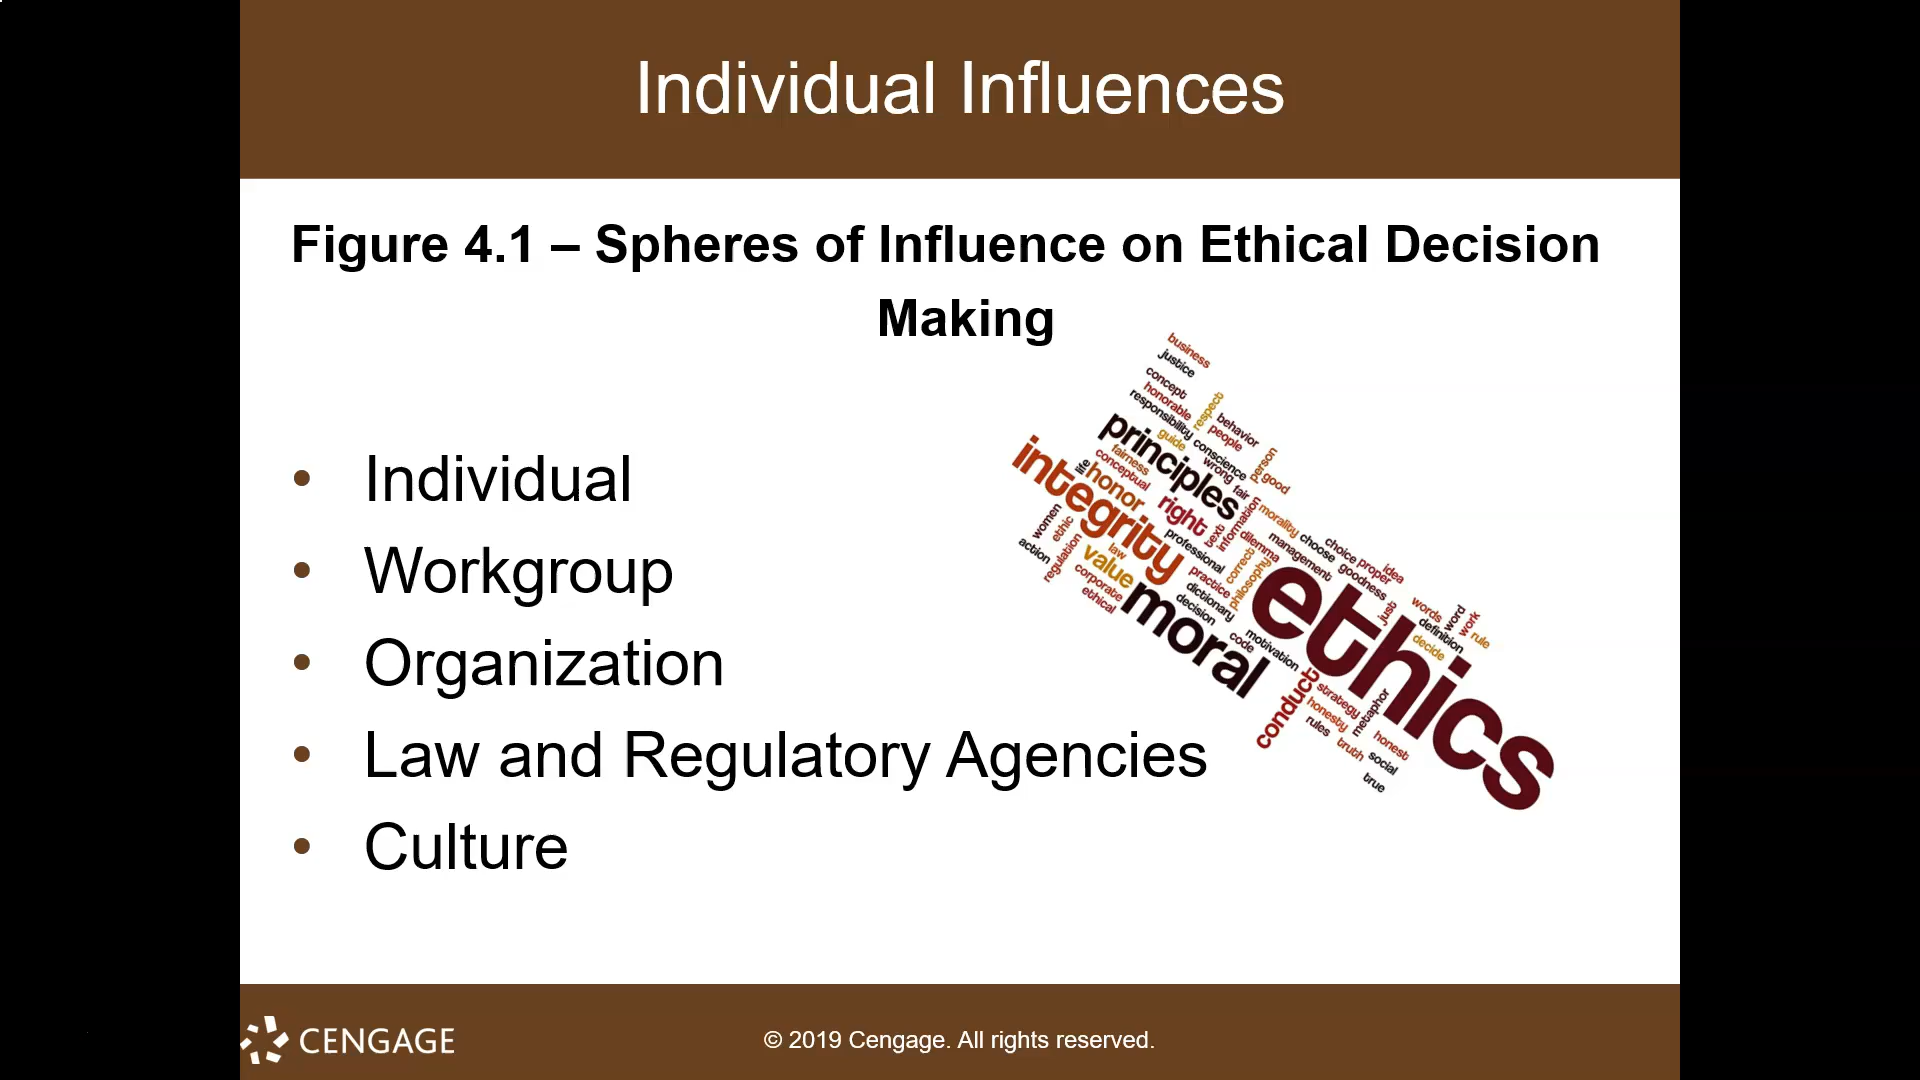 Individual Influences
Figure 4.1 – Spheres of Influence on Ethical Decision
Making
• Individual
• Workgroup
• Organization
• Law and Regulatory Agencies
• Culture
business
justice
concept
honorable
responsibility
respect
behavior
people
principles
guide
conscience
person
fairness
wrong
good
conceptual
fair
life
integrity
honor
right
information
morality
text
women
ethic
action
regulation
professional
dilemma
management
choose
choice
proper
idea
law
value
corporate
ethical
practice
correct
philosophy
goodness
dictionary
decision
moral
ethics
just
words
word
work
definition
rule
decide
code
motivation
conduct
strategy
honesty
metaphor
rules
truth
honest
social
true
CENGAGE
© 2019 Cengage. All rights reserved.